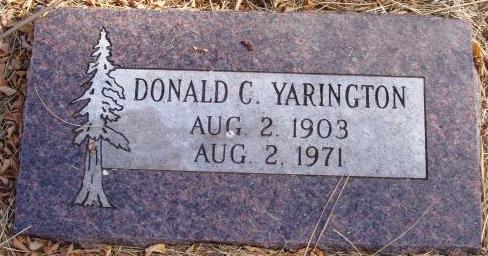 DONALD C. YARINGTON
AUG. 2. 1903
AUG. 2. 1971